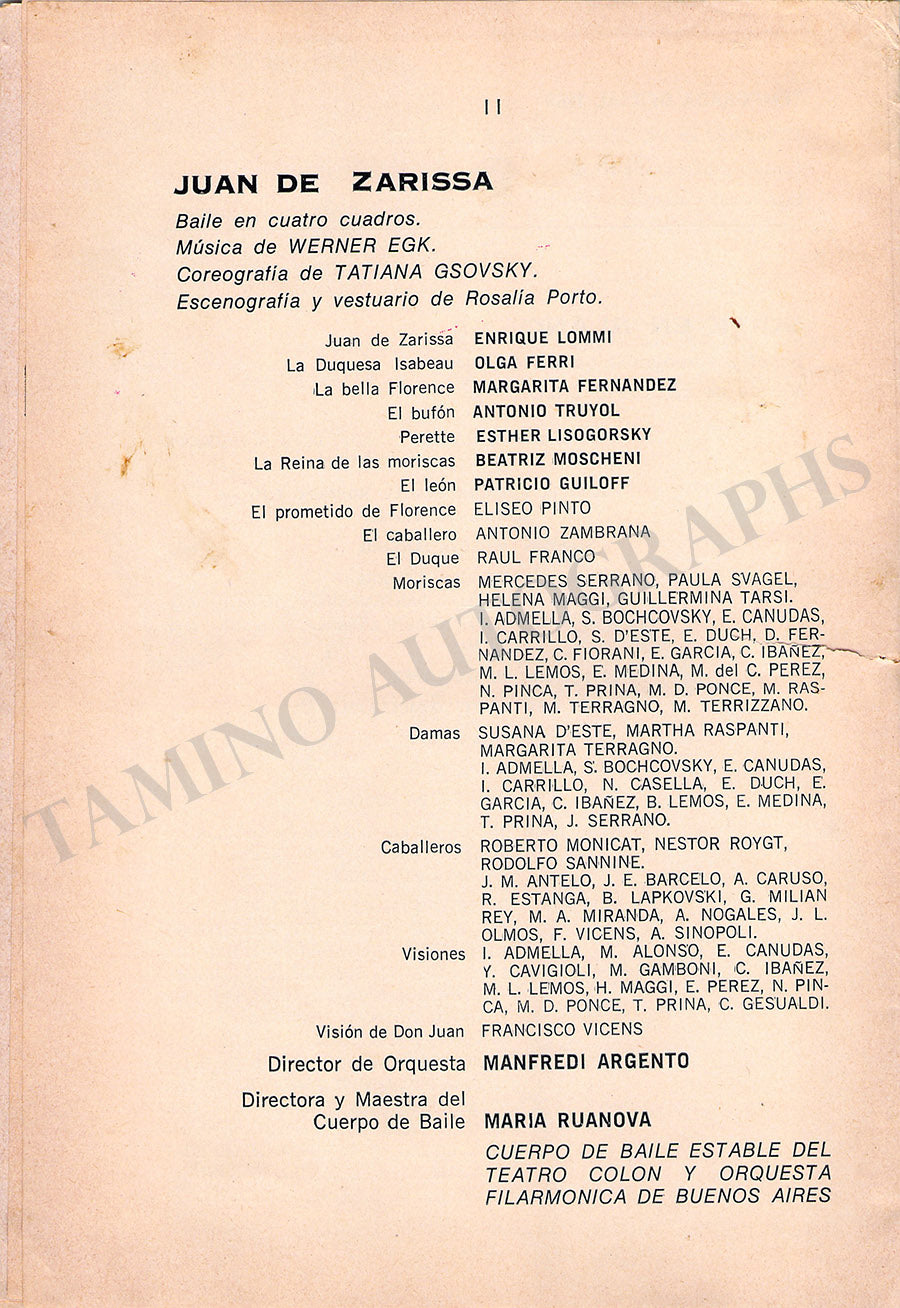 II
JUAN DE ZARISSA
Baile en cuatro cuadros.
Música de WERNER EGK.
Coreografía de TATIANA GSOVSKY.
Escenografía y vestuario de Rosalía Porto.
Juan de Zarissa ENRIQUE LOMMI
La Duquesa Isabeau OLGA FERRI
La bella Florence MARGARITA FERNANDEZ
El bufón ANTONIO TRUYOL
Perette ESTHER LISOGORSKY
La Reina de las moriscas BEATRIZ MOSCHENI
El león PATRICIO GUILOFF
El prometido de Florence ELISEO PINTO
El caballero ANTONIO ZAMBRANA
El Duque RAUL FRANCO
Moriscas MERCEDES SERRANO, PAULA SVAGEL,
HELENA MAGGI, GUILLERMINA TARSI.
I. ADMELLA, S. BOCHCOVSKY, E. CANUDAS,
I. CARRILLO, S. D'ESTE, E. DUCH, D. FER-
NANDEZ, C. FIORANI, E. GARCIA, C. IBAÑEZ,
M. L. LEMOS, E. MEDINA, M. del C. PEREZ,
N. PINCA, T. PRINA, M. D. PONCE, M. RAS-
PANTI, M. TERRAGNO, M. TERRIZZANO.
Damas SUSANA D'ESTE, MARTHA RASPANTI,
MARGARITA TERRAGNO.
I. ADMELLA, S. BOCHCOVSKY, E. CANUDAS,
I. CARRILLO, N. CASELLA, E. DUCH, E.
GARCIA, C. IBAÑEZ, B. LEMOS, E. MEDINA,
T. PRINA, J. SERRANO.
Caballeros ROBERTO MONICAT, NESTOR ROYGT,
RODOLFO SANNINE.
J. M. ANTELO, J. E. BARCELO, A. CARUSO,
R. ESTANGA, B. LAPKOVSKI, G. MILIAN
REY, M. A. MIRANDA, A. NOGALES, J. L.
OLMOS, F. VICENS, A. SINOPOLI.
Visiones I. ADMELLA, M. ALONSO, E. CANUDAS,
Y. CAVIGIOLI, M. GAMBONI, C. IBAÑEZ,
M. L. LEMOS, H. MAGGI, E. PEREZ, N. PIN-
CA, M. D. PONCE, T. PRINA, C. GESUALDI.
Visión de Don Juan FRANCISCO VICENS
Director de Orquesta MANFREDI ARGENTO
Directora y Maestra del
Cuerpo de Baile MARIA RUANOVA
CUERPO DE BAILE ESTABLE DEL
TEATRO COLON Y ORQUESTA
FILARMONICA DE BUENOS AIRES
TAMINO AUTOGRAPHS